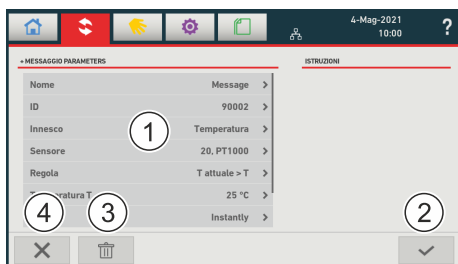 4-Mag-2021
10:00
?
- MESSAGGIO PARAMETERS
ISTRUZIONI
Nome Message >
ID 90002 >
Innesco Temperatura >
1
Sensore 20, PT1000 >
Regola T attuale > T >
T 25 °C >
Instantly >
4
3
2